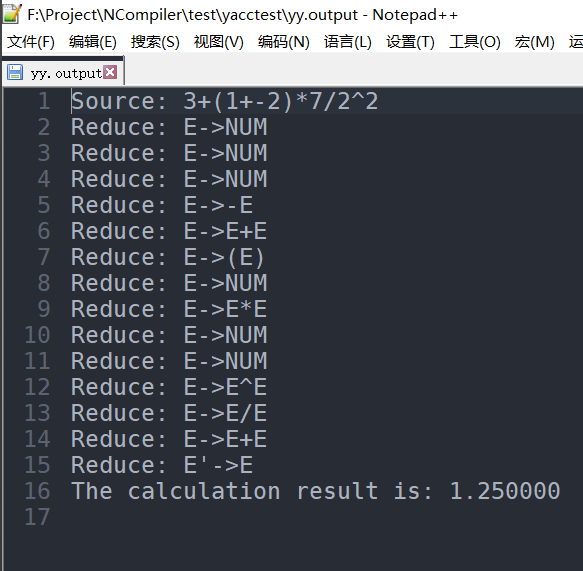 F:\Project\NCompiler\test\yacctest\yy.output - Notepad++
文件(F) 编辑(E) 搜索(S) 视图(V) 编码(N) 语言(L) 设置(T) 工具(O) 宏(M) 运
yy.output
1 Source: 3+(1+-2)*7/2^2
2 Reduce: E->NUM
3 Reduce: E->NUM
4 Reduce: E->NUM
5 Reduce: E->-E
6 Reduce: E->E+E
7 Reduce: E->(E)
8 Reduce: E->NUM
9 Reduce: E->E*E
10 Reduce: E->NUM
11 Reduce: E->NUM
12 Reduce: E->E^E
13 Reduce: E->E/E
14 Reduce: E->E+E
15 Reduce: E'->E
16 The calculation result is: 1.250000
17